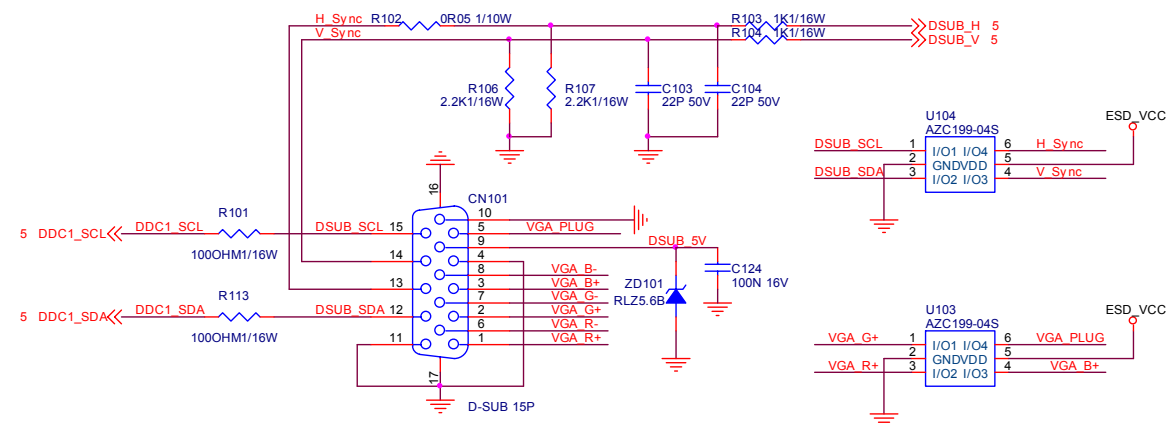 H_Sync R102 0R05 1/10W R103 1K1/16W DSUB_H 5
V_Sync R104 1K1/16W DSUB_V 5
R106 R107 C103 C104
2.2K1/16W 2.2K1/16W 22P 50V 22P 50V
U104 ESD_VCC
AZC199-04S
DSUB_SCL 1 I/O1 I/O4 6 H_Sync
2 GNDVDD 5
DSUB_SDA 3 I/O2 I/O3 4 V_Sync
16
CN101
R101 10
5 DDC1_SCL DDC1_SCL DSUB_SCL 15 5 VGA_PLUG
100OHM1/16W 9 DSUB_5V
14 4
8 VGA_B- C124
13 3 VGA_B+ ZD101 100N 16V
7 VGA_G- RLZ5.6B
R113
5 DDC1_SDA DDC1_SDA DSUB_SDA 12 2 VGA_G+
100OHM1/16W 6 VGA_R-
11 1 VGA_R+
17
D-SUB 15P
U103 ESD_VCC
AZC199-04S
VGA_G+ 1 I/O1 I/O4 6 VGA_PLUG
2 GNDVDD 5
VGA_R+ 3 I/O2 I/O3 4 VGA_B+